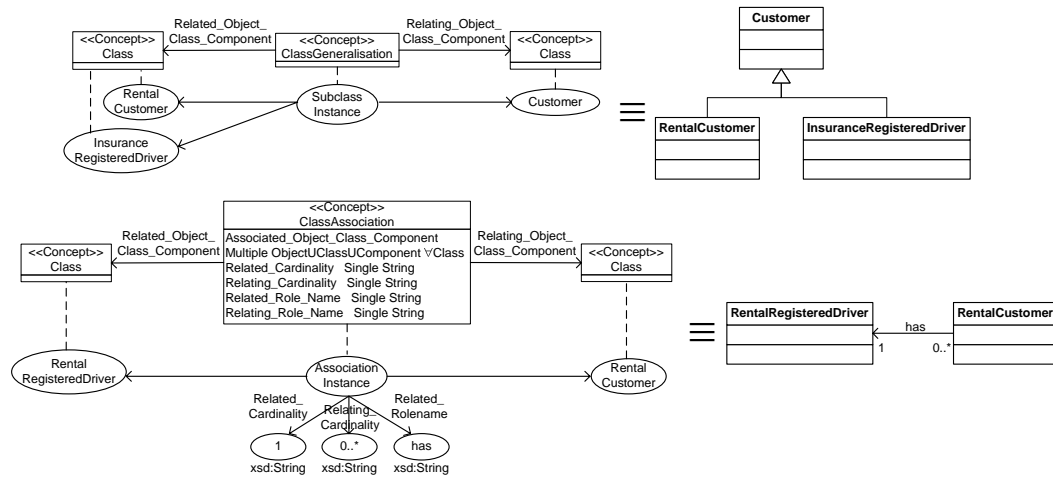 Related_Object_
Class_Component
Relating_Object_
Class_Component
<<Concept>>
Class
<<Concept>>
ClassGeneralisation
<<Concept>>
Class
Rental
Customer
Subclass
Instance
Customer
Insurance
RegisteredDriver
≡
Customer
RentalCustomer
InsuranceRegisteredDriver
<<Concept>>
ClassAssociation
Associated_Object_Class_Component
Multiple ObjectUClassUComponent ∀Class
Related_Cardinality Single String
Relating_Cardinality Single String
Related_Role_Name Single String
Relating_Role_Name Single String
Related_Object_
Class_Component
Relating_Object_
Class_Component
<<Concept>>
Class
<<Concept>>
Class
Rental
RegisteredDriver
Association
Instance
Rental
Customer
Related_
Cardinality
Relating_
Cardinality
Related_
Rolename
1
0..*
has
xsd:String
xsd:String
xsd:String
≡
RentalRegisteredDriver
has
RentalCustomer
1
0..*